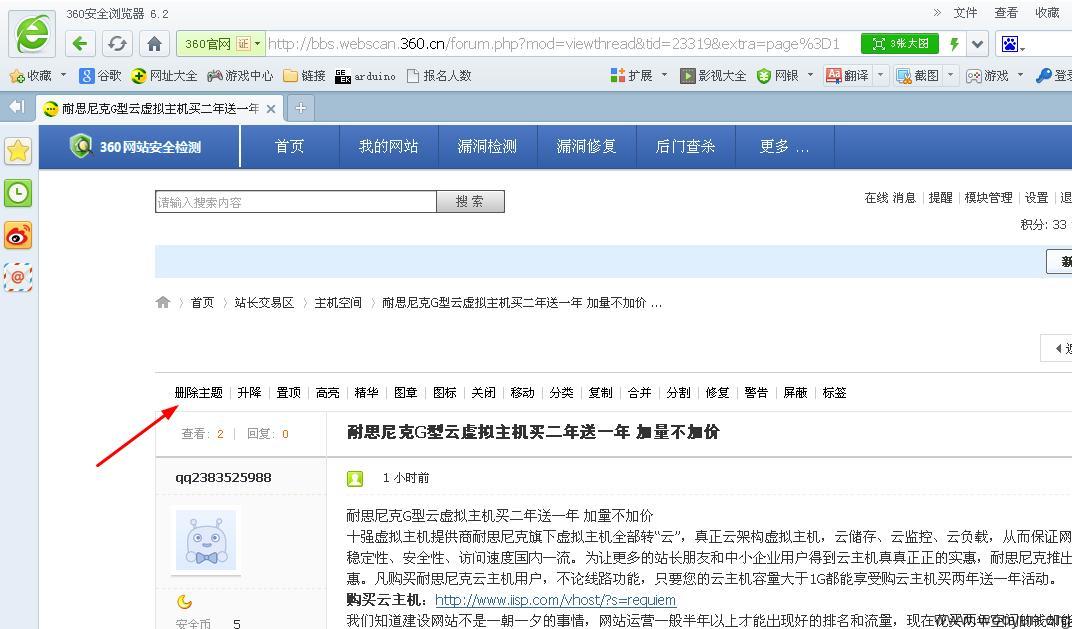 360安全浏览器 6.2
» 文件 查看 收藏
360官网 证 http://bbs.webscan.360.cn/forum.php?mod=viewthread&tid=23319&extra=page%3D1 3张大图
收藏 谷歌 网址大全 游戏中心 链接 arduino 报名人数 扩展 影视大全 网银 翻译 截图 游戏 登录
耐思尼克G型云虚拟主机买二年送一年
360网站安全检测 首页 我的网站 漏洞检测 漏洞修复 后门查杀 更多 ...
请输入搜索内容 搜索
在线 消息 提醒 模块管理 设置 退
积分: 33
新
首页 站长交易区 主机空间 耐思尼克G型云虚拟主机买二年送一年 加量不加价 ...
删除主题 升降 置顶 高亮 精华 图章 图标 关闭 移动 分类 复制 合并 分割 修复 警告 屏蔽 标签
查看: 2 回复: 0
耐思尼克G型云虚拟主机买二年送一年 加量不加价
qq2383525988
1 小时前
耐思尼克G型云虚拟主机买二年送一年 加量不加价
十强虚拟主机提供商耐思尼克旗下虚拟主机全部转“云”，真正云架构虚拟主机，云储存、云监控、云负载，从而保证网
稳定性、安全性、访问速度国内一流。为让更多的站长朋友和中小企业用户得到云主机真真正正的实惠，耐思尼克推出
惠。凡购买耐思尼克云主机用户，不论线路功能，只要您的云主机容量大于1G都能享受购云主机买两年送一年活动。
购买云主机：http://www.iisp.com/vhost/?s=requiem
安全币 5
我们知道建设网站不是一朝一夕的事情，网站运营一般半年以上才能出现好的排名和流量，现在